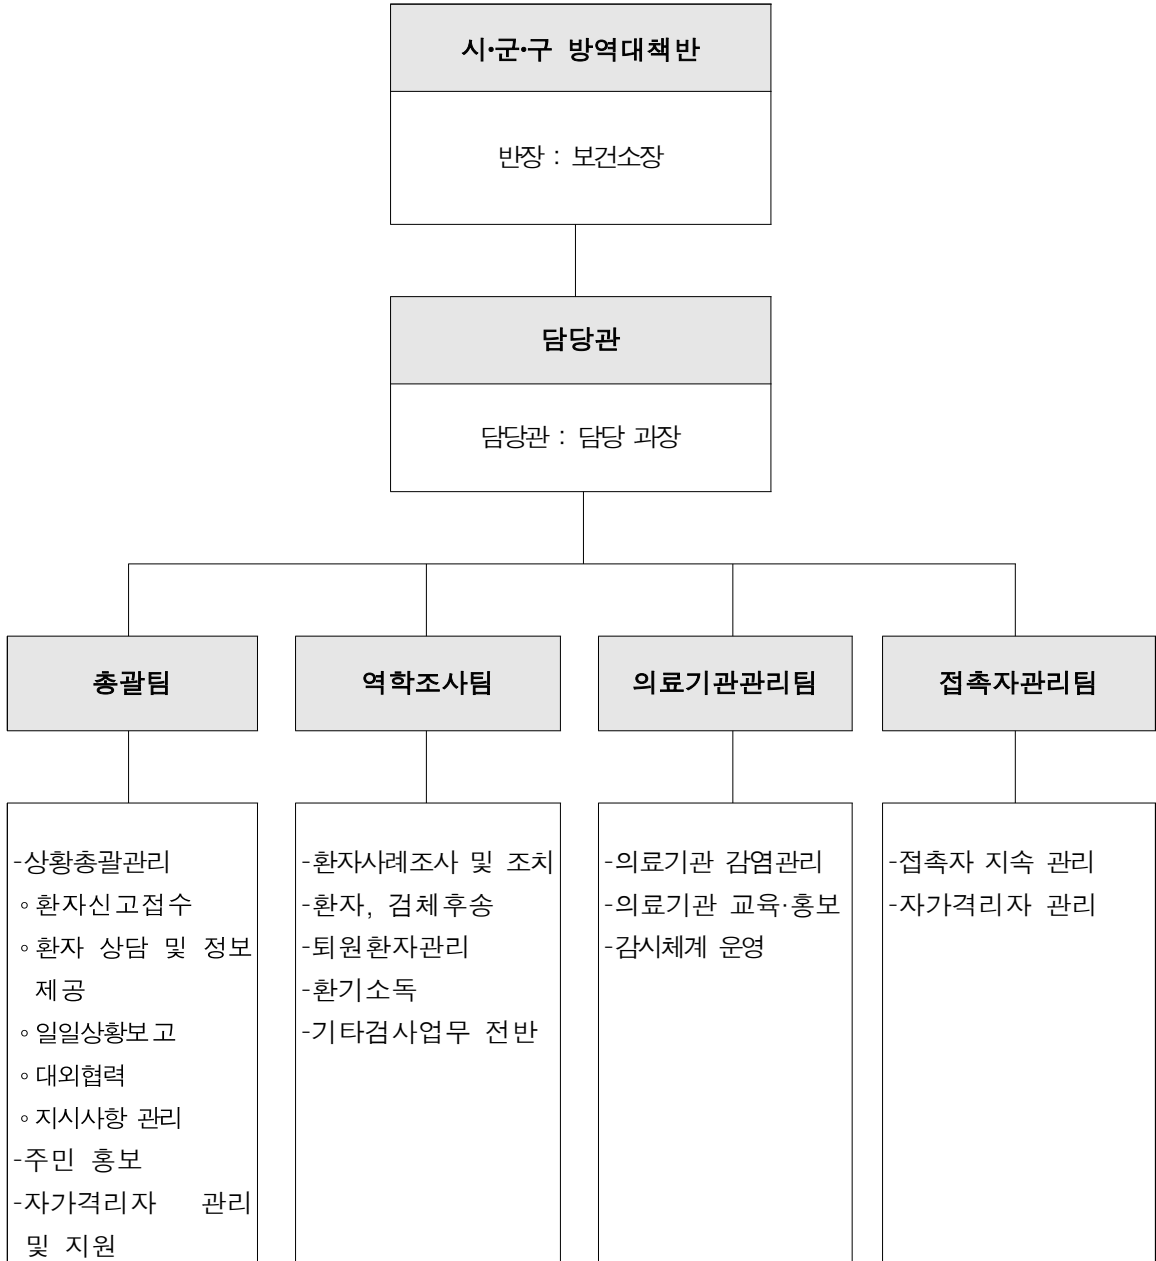 시·군·구 방역대책반
반장 : 보건소장
담당관
담당관 : 담당 과장
총괄팀
-상황총괄관리
◦환자신고접수
◦환자 상담 및 정보
제공
◦일일상황보고
◦대외협력
◦지시사항 관리
-주민 홍보
-자가격리자 관리
및 지원
역학조사팀
-환자사례조사 및 조치
-환자, 검체후송
-퇴원환자관리
-환기소독
-기타검사업무 전반
의료기관관리팀
-의료기관 감염관리
-의료기관 교육·홍보
-감시체계 운영
접촉자관리팀
-접촉자 지속 관리
-자가격리자 관리